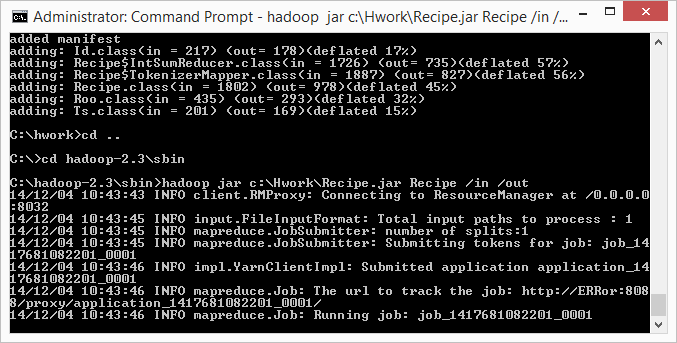 Administrator: Command Prompt - hadoop  jar c:\Hwork\Recipe.jar Recipe /in /...
added manifest
adding: Id.class(in = 217) (out= 178)(deflated 17%)
adding: Recipe$IntSumReducer.class(in = 1726) (out= 735)(deflated 57%)
adding: Recipe$TokenizerMapper.class(in = 1887) (out= 827)(deflated 56%)
adding: Recipe.class(in = 1802) (out= 978)(deflated 45%)
adding: Roo.class(in = 435) (out= 293)(deflated 32%)
adding: Ts.class(in = 201) (out= 169)(deflated 15%)
C:\hwork>cd ..
C:\>cd hadoop-2.3\sbin
C:\hadoop-2.3\sbin>hadoop jar c:\Hwork\Recipe.jar Recipe /in /out
14/12/04 10:43:43 INFO client.RMProxy: Connecting to ResourceManager at /0.0.0.0
:8032
14/12/04 10:43:45 INFO input.FileInputFormat: Total input paths to process : 1
14/12/04 10:43:45 INFO mapreduce.JobSubmitter: number of splits:1
14/12/04 10:43:45 INFO mapreduce.JobSubmitter: Submitting tokens for job: job_14
17681082201_0001
14/12/04 10:43:46 INFO impl.YarnClientImpl: Submitted application application_14
17681082201_0001
14/12/04 10:43:46 INFO mapreduce.Job: The url to track the job: http://ERRor:808
8/proxy/application_1417681082201_0001/
14/12/04 10:43:46 INFO mapreduce.Job: Running job: job_1417681082201_0001